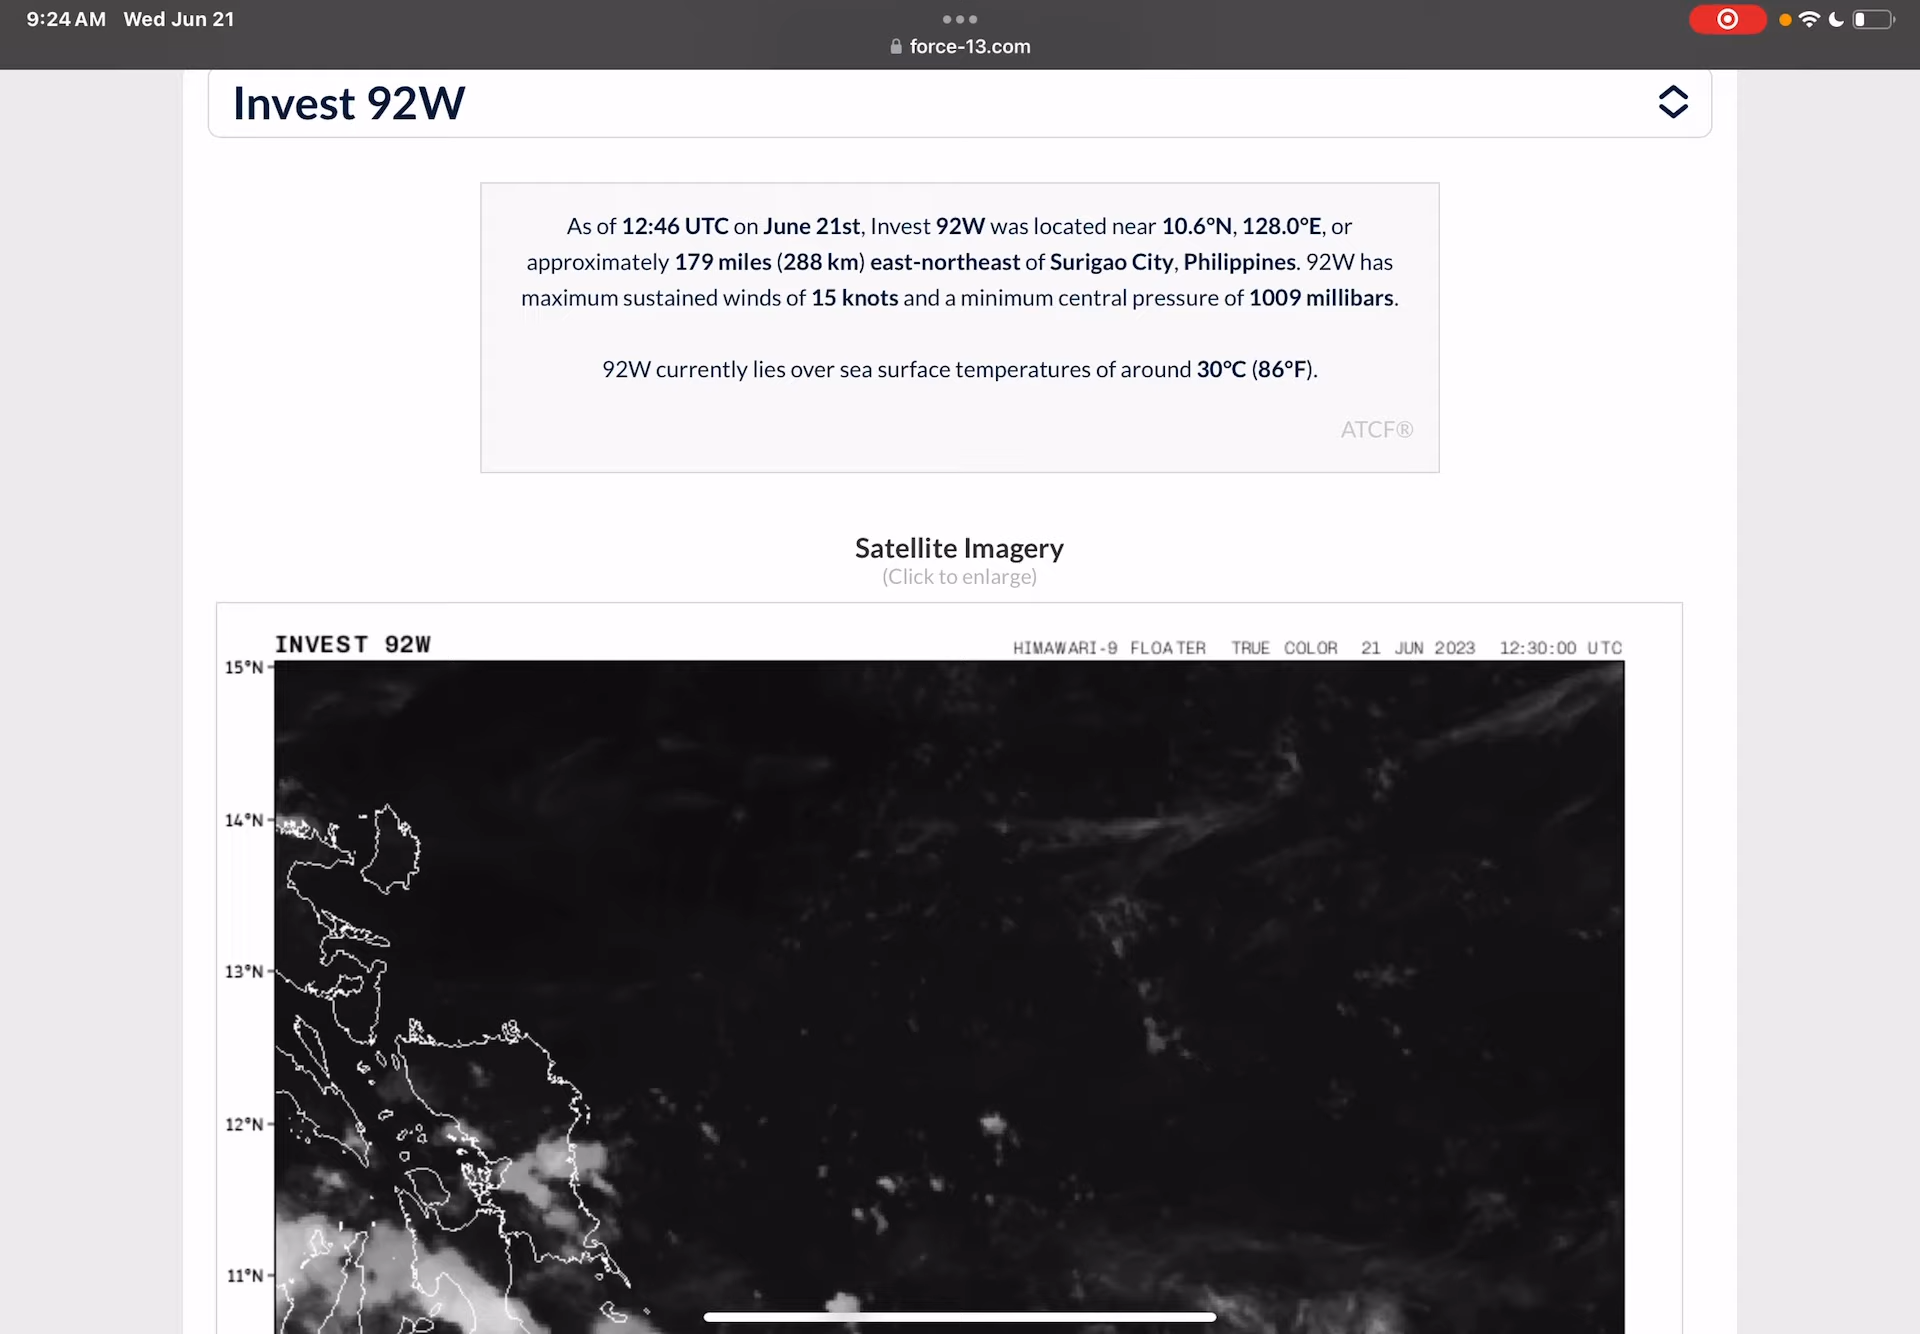 9:24 AM Wed Jun 21
force-13.com
Invest 92W
As of 12:46 UTC on June 21st, Invest 92W was located near 10.6°N, 128.0°E, or
approximately 179 miles (288 km) east-northeast of Surigao City, Philippines. 92W has
maximum sustained winds of 15 knots and a minimum central pressure of 1009 millibars.
92W currently lies over sea surface temperatures of around 30°C (86°F).
ATCF®
Satellite Imagery
(Click to enlarge)
INVEST 92W HIMAWARI-9 FLOATER TRUE COLOR 21 JUN 2023 12:30:00 UTC
15°N
14°N
13°N
12°N
11°N